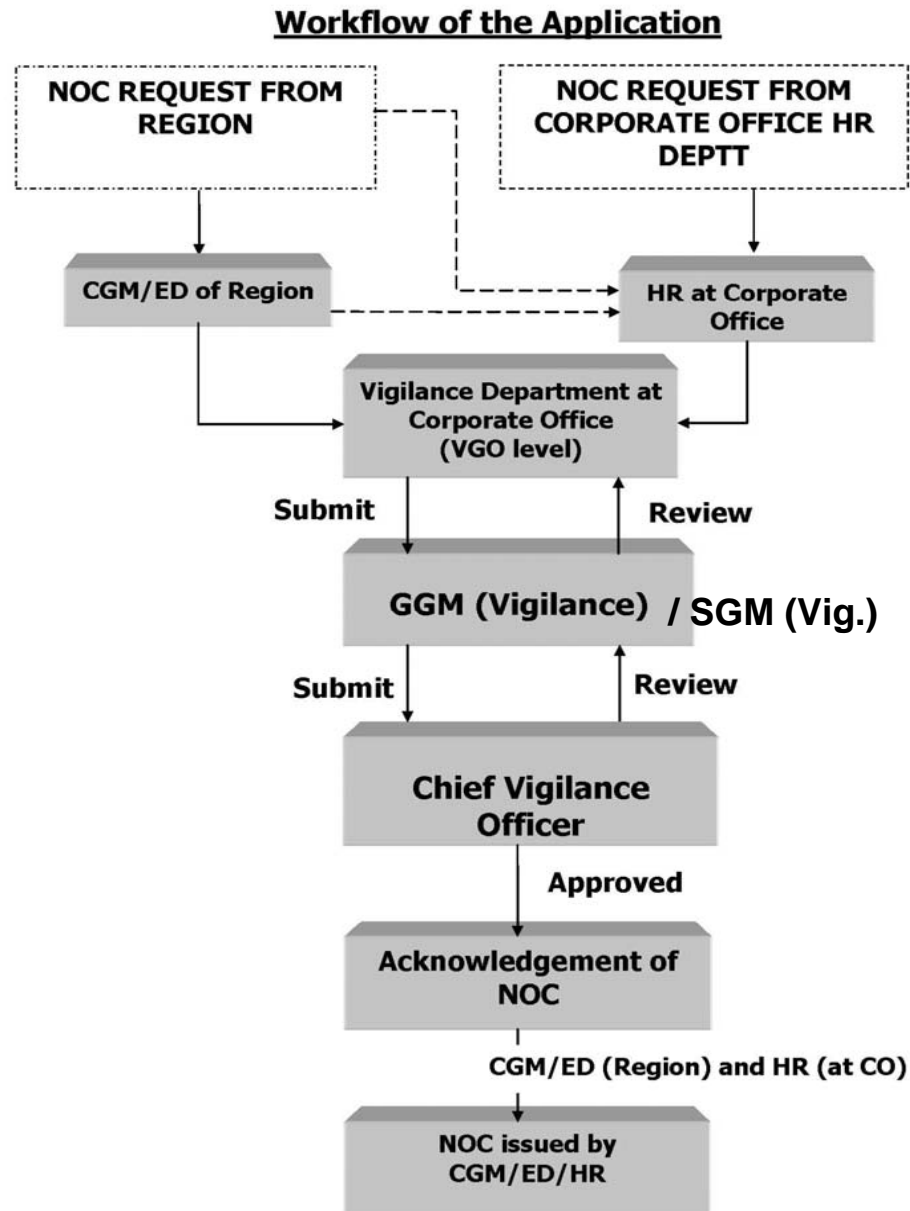 Workflow of the Application
NOC REQUEST FROM
REGION
NOC REQUEST FROM
CORPORATE OFFICE HR
DEPTT
CGM/ED of Region
HR at Corporate
Office
Vigilance Department at
Corporate Office
(VGO level)
Submit
Review
GGM (Vigilance) / SGM (Vig.)
Submit
Review
Chief Vigilance
Officer
Approved
Acknowledgement of
NOC
CGM/ED (Region) and HR (at CO)
NOC issued by
CGM/ED/HR